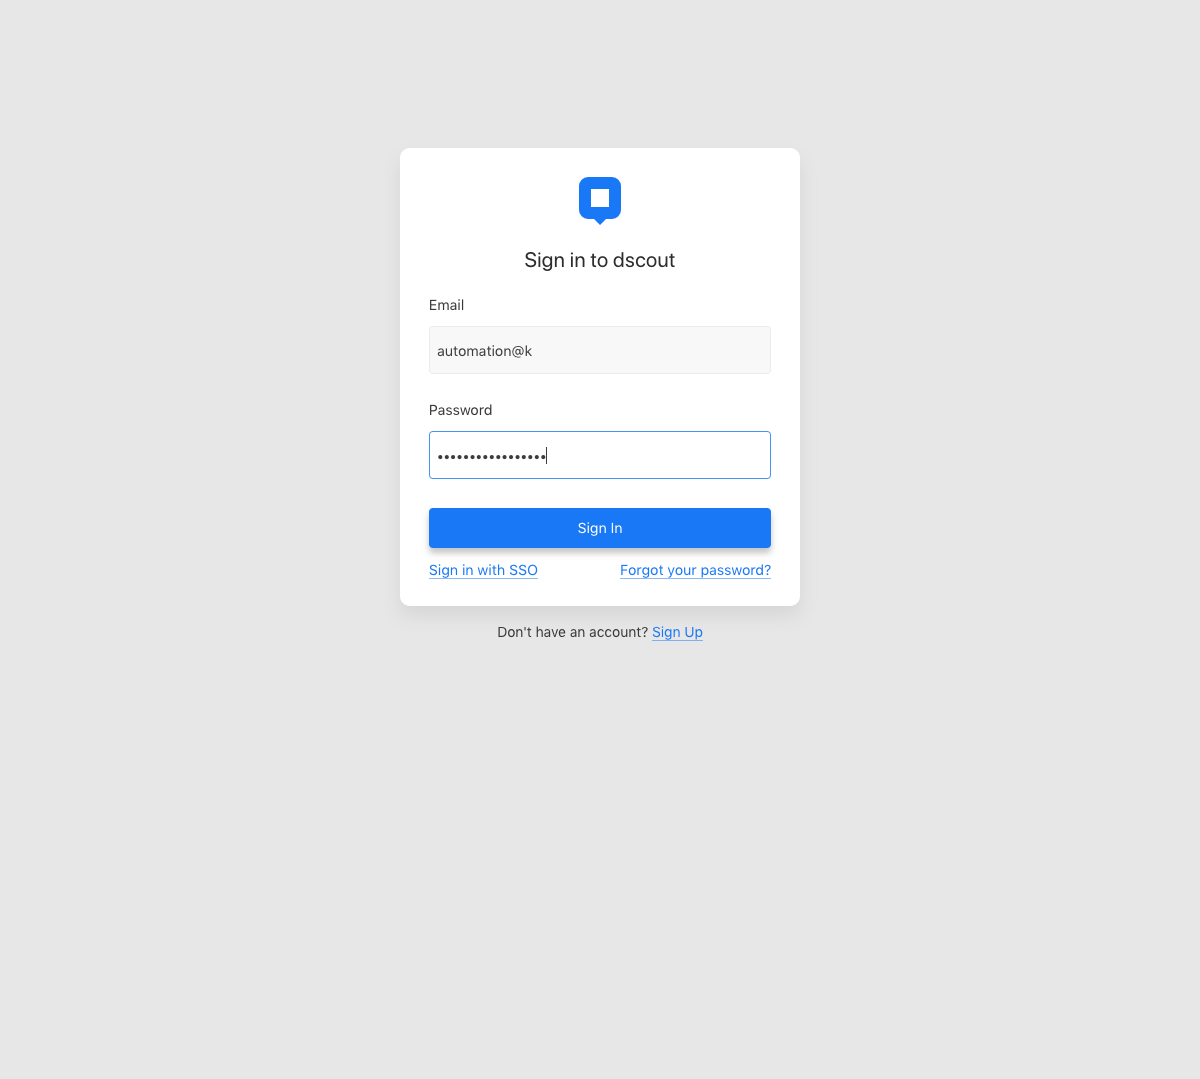 Sign in to dscout
Email
automation@k
Password
•••••••••••••••••
Sign In
Sign in with SSO
Forgot your password?
Don't have an account? Sign Up